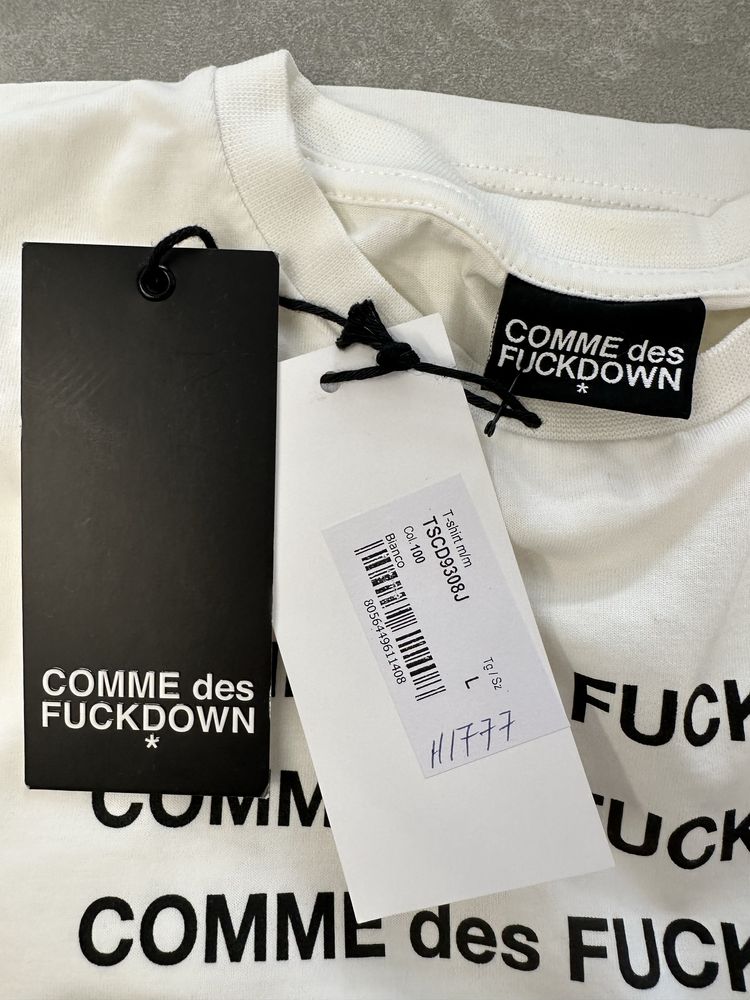 COMME des
FUCKDOWN
*
T-shirt m/m
TSCD9308J
Col.100
Bianco
8056449611408
Tg / Sz
L
H1777
COMME des
FUCKDOWN
*
FUCK
COMM
FUCK
COMME des FUCK